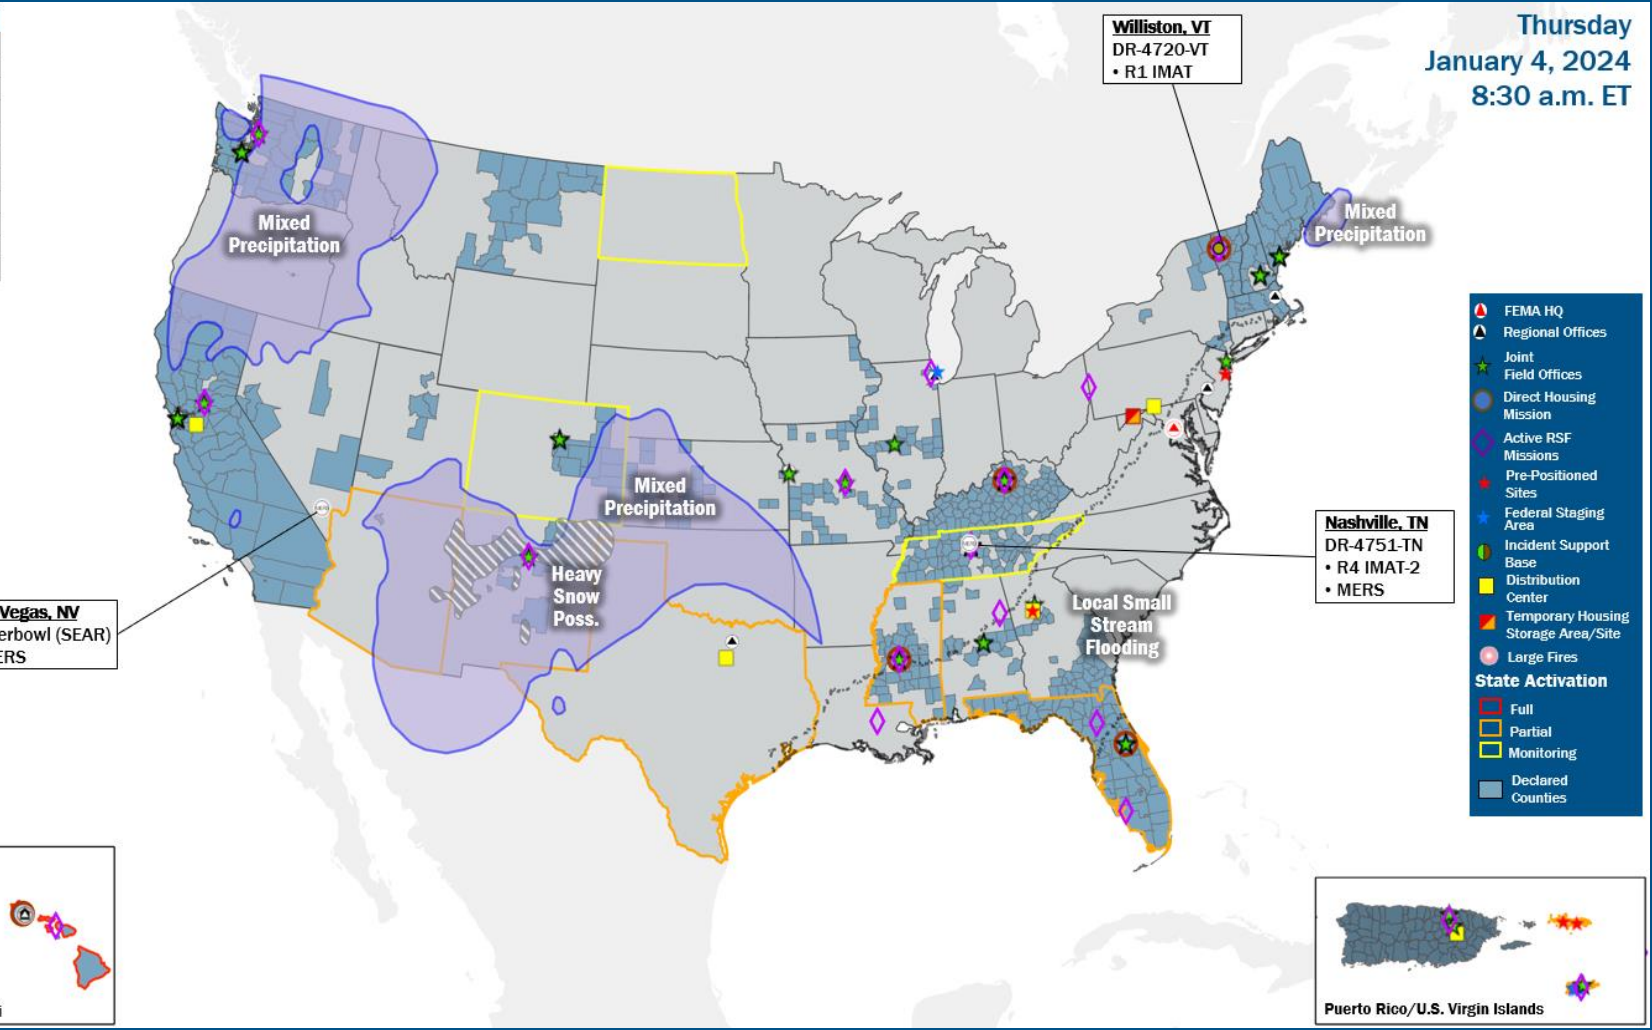 Thursday
January 4, 2024
8:30 a.m. ET
Williston, VT
DR-4720-VT
• R1 IMAT
Mixed
Precipitation
Mixed
Precipitation
Mixed
Precipitation
Heavy
Snow
Poss.
Local Small
Stream
Flooding
Nashville, TN
DR-4751-TN
• R4 IMAT-2
• MERS
Vegas, NV
erbowl (SEAR)
ERS
FEMA HQ
Regional Offices
Joint
Field Offices
Direct Housing
Mission
Active RSF
Missions
Pre-Positioned
Sites
Federal Staging
Area
Incident Support
Base
Distribution
Center
Temporary Housing
Storage Area/Site
Large Fires
State Activation
Full
Partial
Monitoring
Declared
Counties
i
Puerto Rico/U.S. Virgin Islands